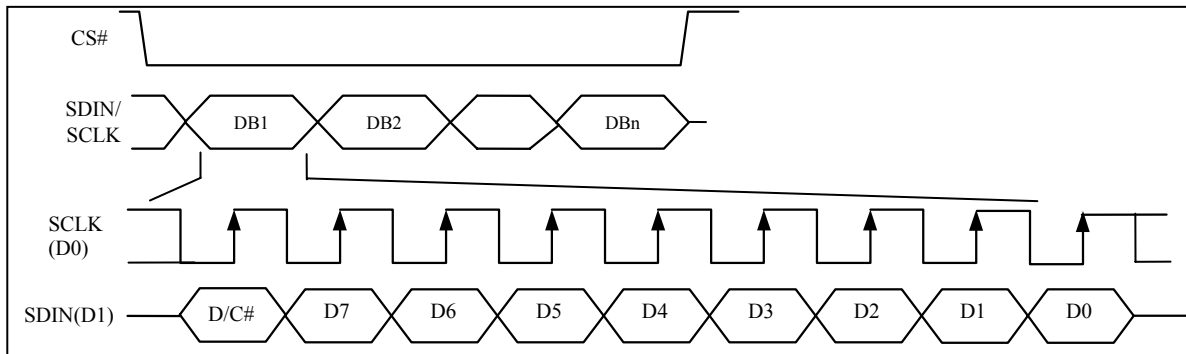 CS#
SDIN/
SCLK
DB1 DB2 DBn
SCLK
(D0)
SDIN(D1) D/C# D7 D6 D5 D4 D3 D2 D1 D0